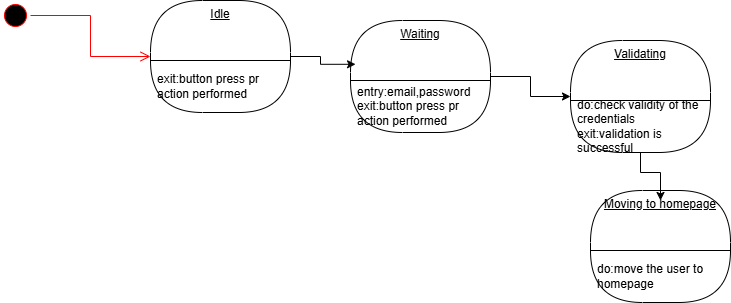 Idle
exit:button press pr
action performed
Waiting
entry:email,password
exit:button press pr
action performed
Validating
do:check validity of the
credentials
exit:validation is
successful
Moving to homepage
do:move the user to
homepage